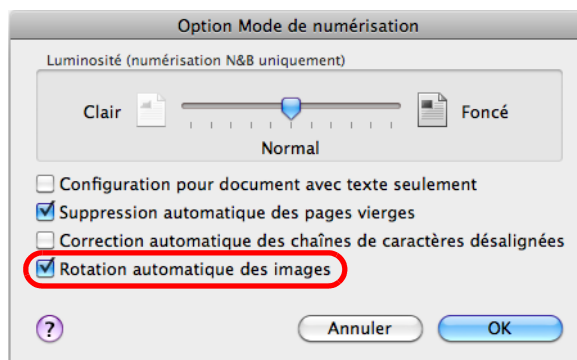 Option Mode de numérisation
Luminosité (numérisation N&B uniquement)
Clair Foncé
Normal
Configuration pour document avec texte seulement
Suppression automatique des pages vierges
Correction automatique des chaînes de caractères désalignées
Rotation automatique des images
? Annuler OK